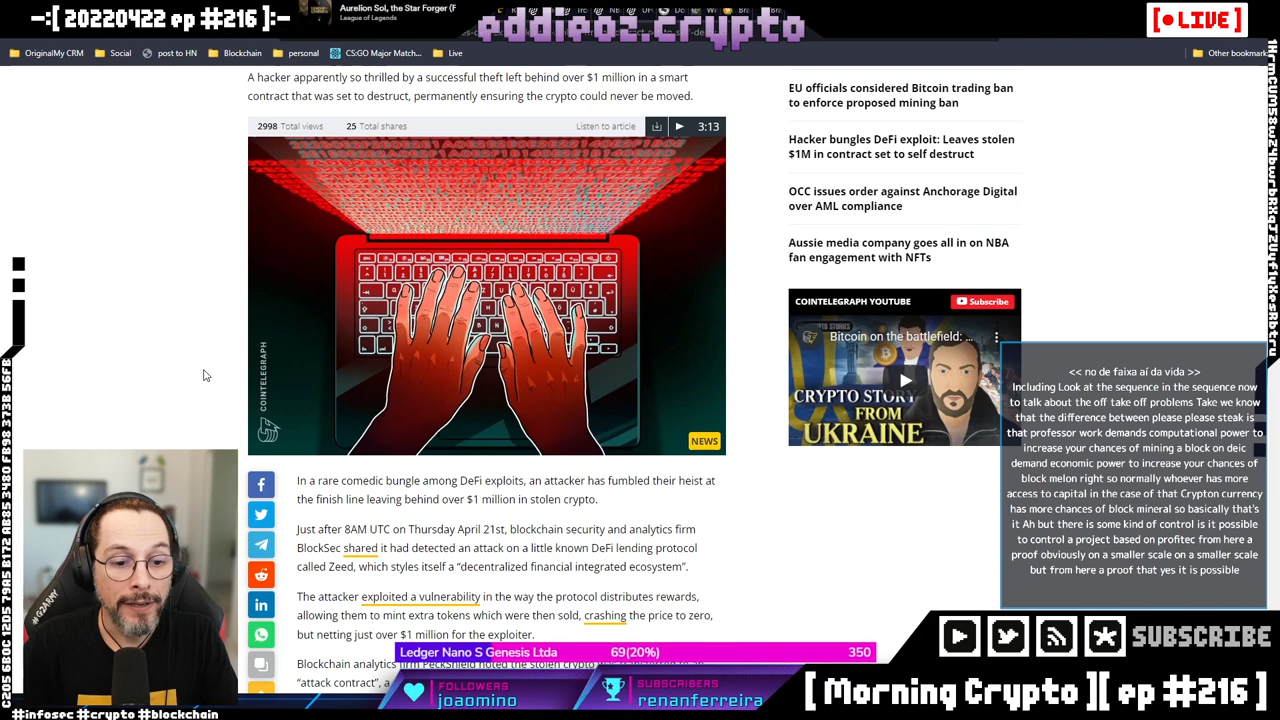 -:[ 20220422 ep #216 ]:-
Aurelion Sol, the Star Forger (F
League of Legends
eddieoz.crypto
[ LIVE ]
OriginalMy CRM
Social
post to HN
Blockchain
personal
CS:GO Major Match...
Live
Other bookmark
A hacker apparently so thrilled by a successful theft left behind over $1 million in a smart
contract that was set to destruct, permanently ensuring the crypto could never be moved.
2998 Total views
25 Total shares
Listen to article
3:13
COINTELEGRAPH
NEWS
EU officials considered Bitcoin trading ban
to enforce proposed mining ban
Hacker bungles DeFi exploit: Leaves stolen
$1M in contract set to self destruct
OCC issues order against Anchorage Digital
over AML compliance
Aussie media company goes all in on NBA
fan engagement with NFTs
COINTELEGRAPH YOUTUBE
Subscribe
Bitcoin on the battlefield: ...
CRYPTO STORY
FROM
UKRAINE
<< no de faixa aí da vida >>
Including Look at the sequence in the sequence now
to talk about the off take off problems Take we know
that the difference between please please steak is
that professor work demands computational power to
increase your chances of mining a block on deic
demand economic power to increase your chances of
block melon right so normally whoever has more
access to capital in the case of that Crypton currency
has more chances of block mineral so basically that's
it Ah but there is some kind of control is it possible
to control a project based on profitec from here a
proof obviously on a smaller scale on a smaller scale
but from here a proof that yes it is possible
In a rare comedic bungle among DeFi exploits, an attacker has fumbled their heist at
the finish line leaving behind over $1 million in stolen crypto.
Just after 8AM UTC on Thursday April 21st, blockchain security and analytics firm
BlockSec shared it had detected an attack on a little known DeFi lending protocol
called Zeed, which styles itself a “decentralized financial integrated ecosystem”.
The attacker exploited a vulnerability in the way the protocol distributes rewards,
allowing them to mint extra tokens which were then sold, crashing the price to zero,
but netting just over $1 million for the exploiter.
Blockchain analytics firm PeckShield noted the stolen crypto was
“attack contract”, a
Ledger Nano S Genesis Ltda
69(20%)
350
FOLLOWERS
joaomino
SUBSCRIBERS
renanferreira
SUBSCRIBE
[ Morning Crypto ][ ep #216 ]
#G2ARMY
#infosec #crypto #blockchain